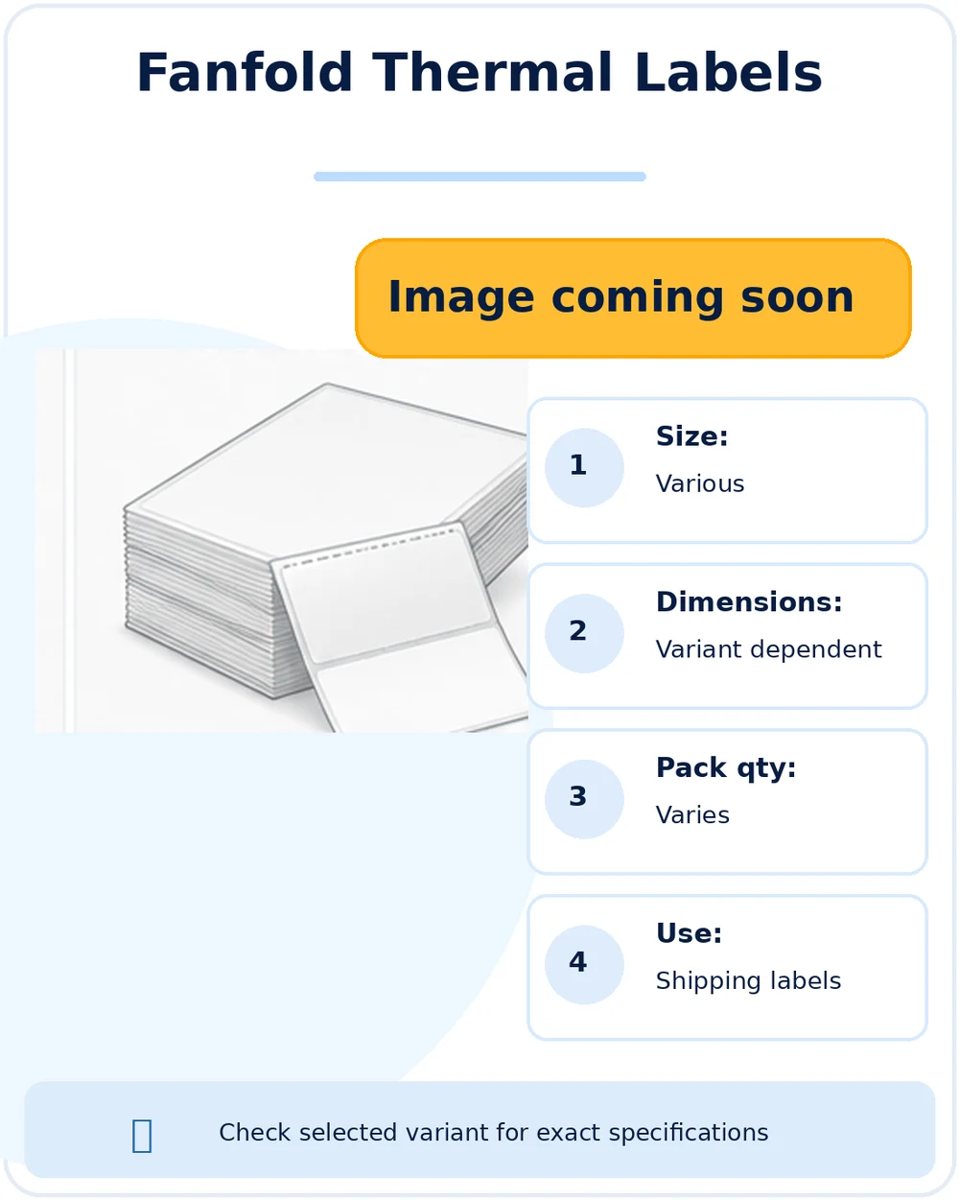 Fanfold Thermal Labels
Image coming soon
1
Size:
Various
2
Dimensions:
Variant dependent
3
Pack qty:
Varies
4
Use:
Shipping labels
Check selected variant for exact specifications